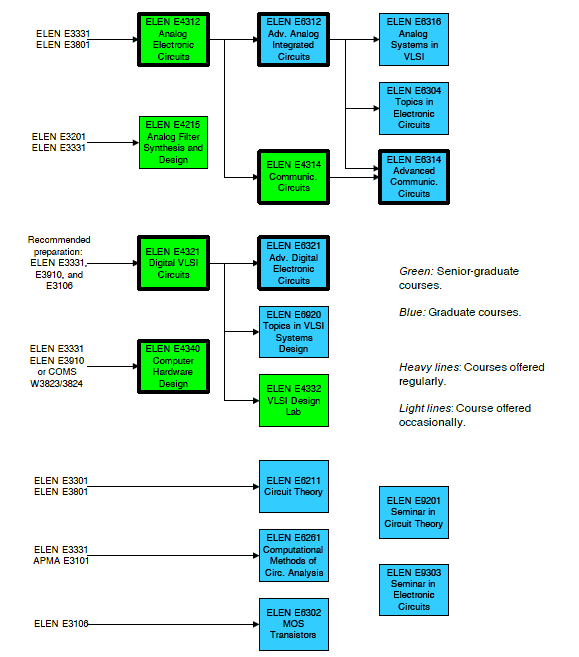 ELEN E3331
ELEN E3801
ELEN E4312
Analog
Electronic
Circuits
ELEN E6312
Adv. Analog
Integrated
Circuits
ELEN E6316
Analog
Systems in
VLSI
ELEN E6304
Topics in
Electronic
Circuits
ELEN E3201
ELEN E3331
ELEN E4215
Analog Filter
Synthesis and
Design
ELEN E4314
Communic.
Circuits
ELEN E6314
Advanced
Communic.
Circuits
Recommended
preparation:
ELEN E3331,
E3910, and
E3106
ELEN E4321
Digital VLSI
Circuits
ELEN E6321
Adv. Digital
Electronic
Circuits
Green: Senior-graduate
courses.
Blue: Graduate courses.
ELEN E6920
Topics in VLSI
Systems
Design
ELEN E3331
ELEN E3910
or COMS
W3823/3824
ELEN E4340
Computer
Hardware
Design
ELEN E4332
VLSI Design
Lab
Heavy lines: Courses offered
regularly.
Light lines: Course offered
occasionally.
ELEN E3301
ELEN E3801
ELEN E6211
Circuit Theory
ELEN E9201
Seminar in
Circuit Theory
ELEN E3331
APMA E3101
ELEN E6261
Computational
Methods of
Circ. Analysis
ELEN E9303
Seminar in
Electronic
Circuits
ELEN E3106
ELEN E6302
MOS
Transistors